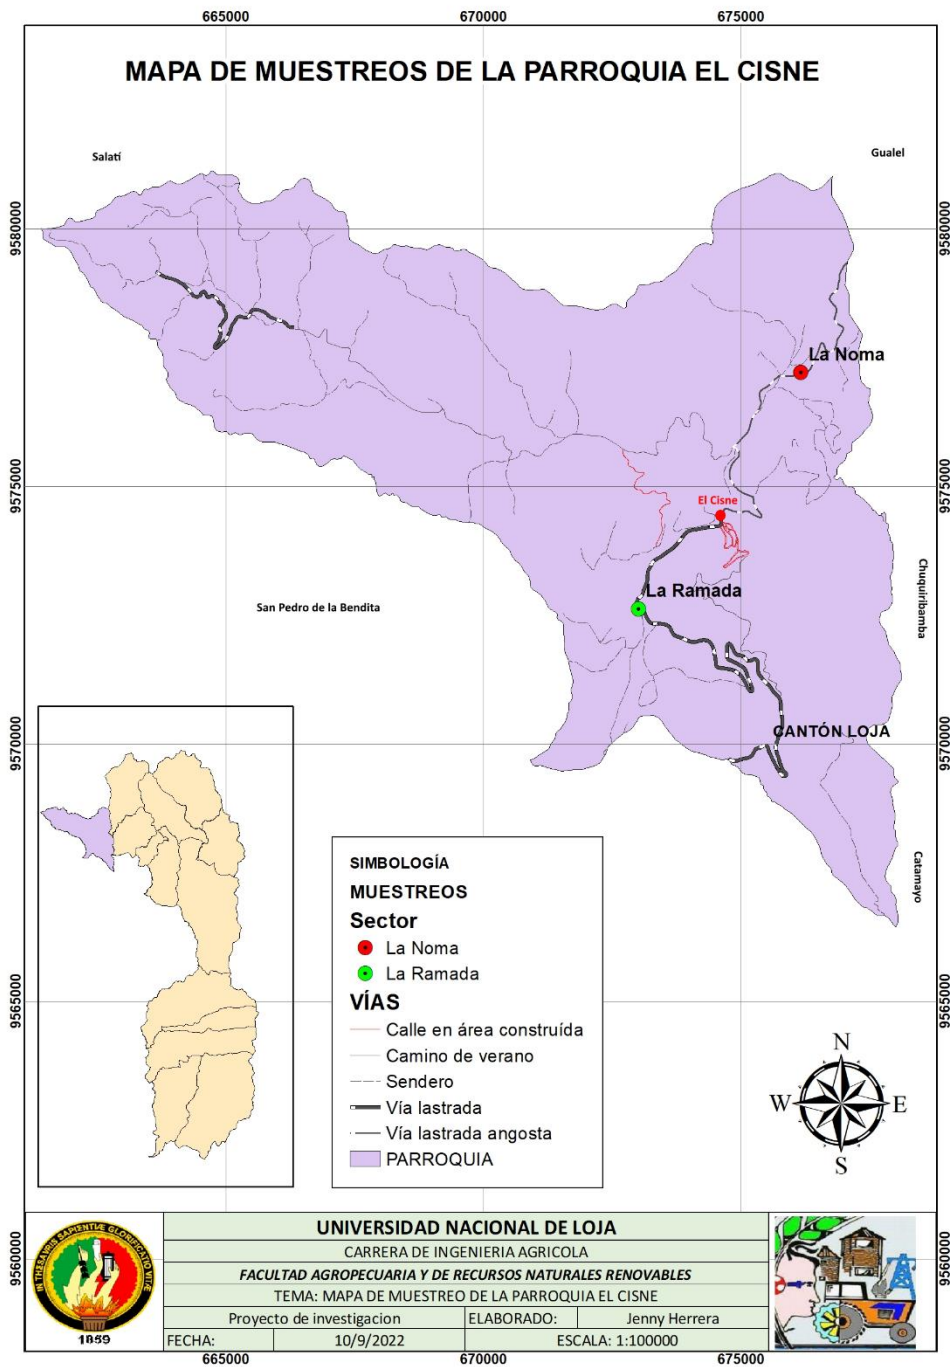 665000 670000 675000
MAPA DE MUESTREOS DE LA PARROQUIA EL CISNE
Salatí
Gualel
9580000 9580000
La Noma
9575000 9575000
El Cisne
Chuquiribamba
La Ramada
San Pedro de la Bendita
9570000 9570000
CANTÓN LOJA
Catamayo
SIMBOLOGÍA
MUESTREOS
Sector
La Noma
La Ramada
VÍAS
Calle en área construída
Camino de verano
Sendero
Vía lastrada
Vía lastrada angosta
PARROQUIA
9565000 9565000
N
W E
S
IN THESAVRIS SAPIENTIÆ GLORIFICATIO VITÆ
1859
UNIVERSIDAD NACIONAL DE LOJA
CARRERA DE INGENIERIA AGRICOLA
FACULTAD AGROPECUARIA Y DE RECURSOS NATURALES RENOVABLES
TEMA: MAPA DE MUESTREO DE LA PARROQUIA EL CISNE
Proyecto de investigacion ELABORADO: Jenny Herrera
FECHA: 10/9/2022 ESCALA: 1:100000
9560000 9560000
665000 670000 675000